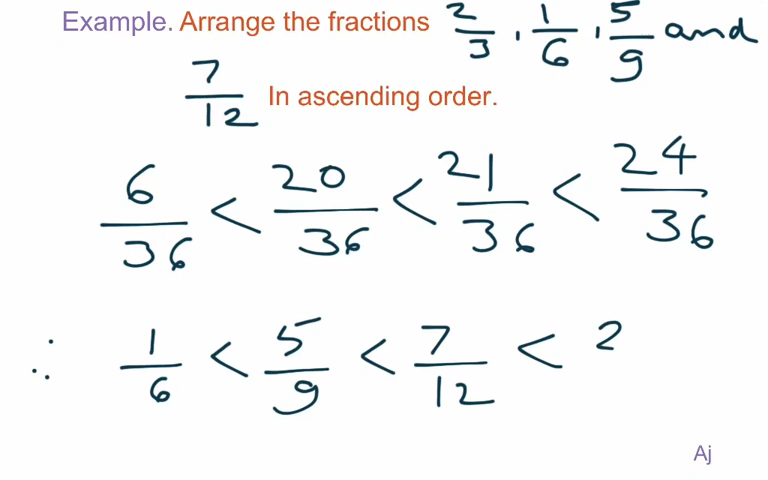 Example. Arrange the fractions 2/3, 1/6, 5/9 and
7/12 In ascending order.
6/36 < 20/36 < 21/36 < 24/36
∴ 1/6 < 5/9 < 7/12 < 2
Aj